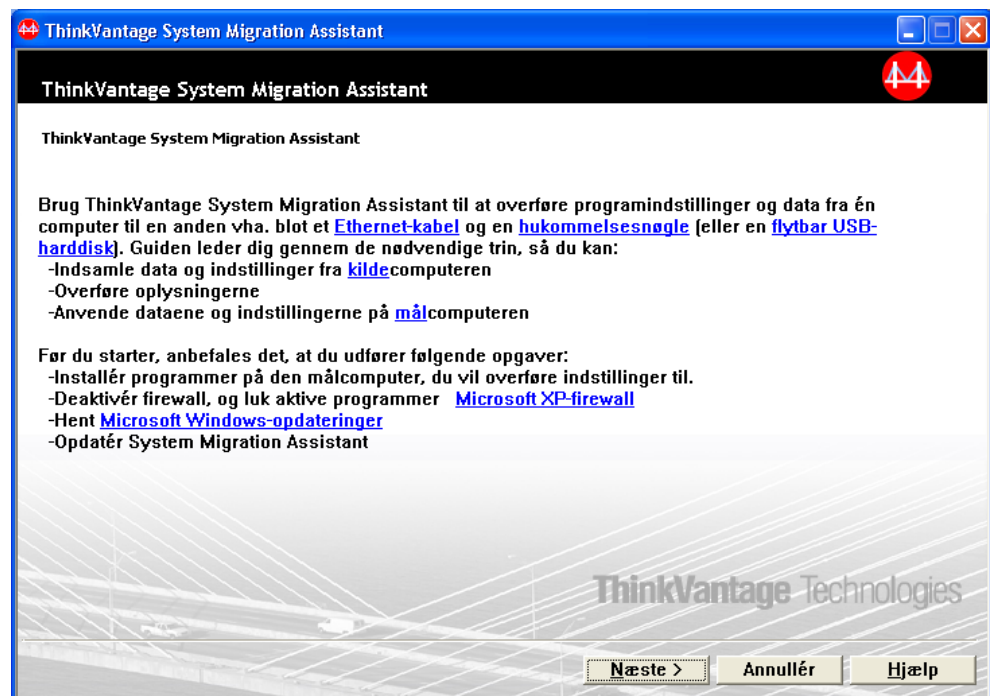 ThinkVantage System Migration Assistant
ThinkVantage System Migration Assistant
ThinkVantage System Migration Assistant
Brug ThinkVantage System Migration Assistant til at overføre programindstillinger og data fra én
computer til en anden vha. blot et Ethernet-kabel og en hukommelsesnøgle (eller en flytbar USB-
harddisk). Guiden leder dig gennem de nødvendige trin, så du kan:
-Indsamle data og indstillinger fra kildecomputeren
-Overføre oplysningerne
-Anvende dataene og indstillingerne på målcomputeren
Før du starter, anbefales det, at du udfører følgende opgaver:
-Installér programmer på den målcomputer, du vil overføre indstillinger til.
-Deaktivér firewall, og luk aktive programmer Microsoft XP-firewall
-Hent Microsoft Windows-opdateringer
-Opdatér System Migration Assistant
ThinkVantage Technologies
Næste > Annullér Hjælp